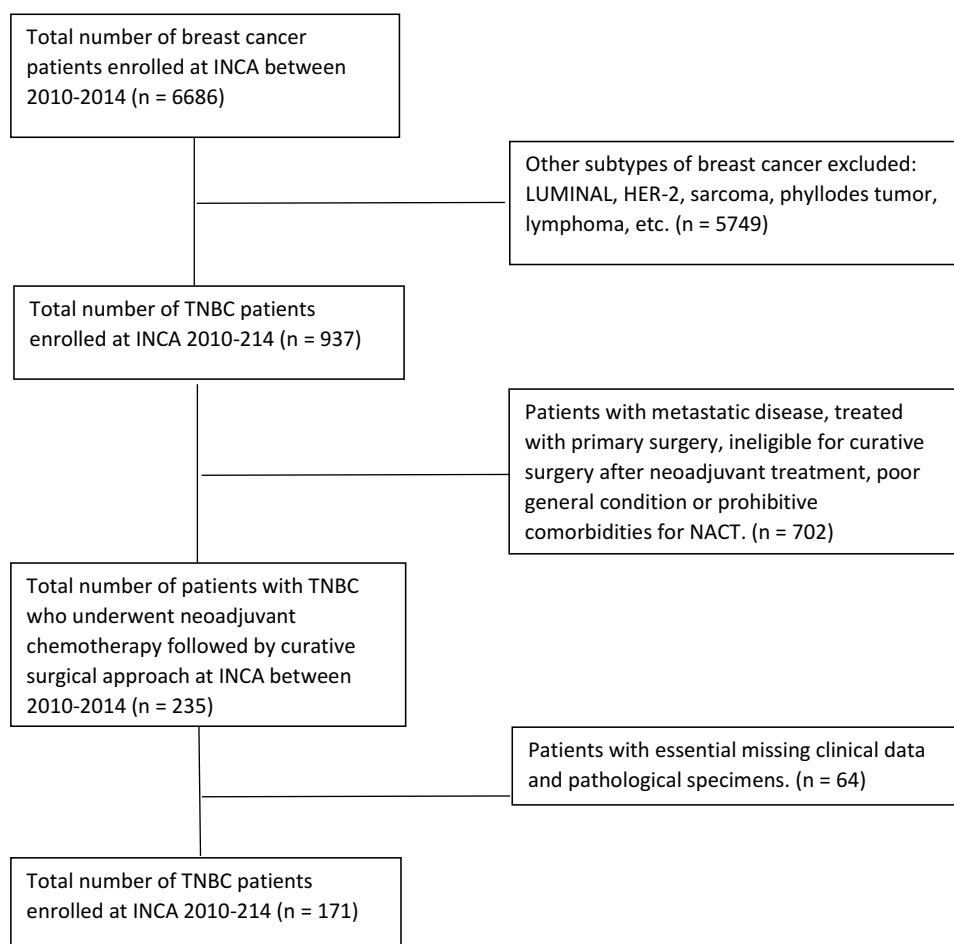 Total number of breast cancer
patients enrolled at INCA between
2010-2014 (n = 6686)
Other subtypes of breast cancer excluded:
LUMINAL, HER-2, sarcoma, phyllodes tumor,
lymphoma, etc. (n = 5749)
Total number of TNBC patients
enrolled at INCA 2010-214 (n = 937)
Patients with metastatic disease, treated
with primary surgery, ineligible for curative
surgery after neoadjuvant treatment, poor
general condition or prohibitive
comorbidities for NACT. (n = 702)
Total number of patients with TNBC
who underwent neoadjuvant
chemotherapy followed by curative
surgical approach at INCA between
2010-2014 (n = 235)
Patients with essential missing clinical data
and pathological specimens. (n = 64)
Total number of TNBC patients
enrolled at INCA 2010-214 (n = 171)